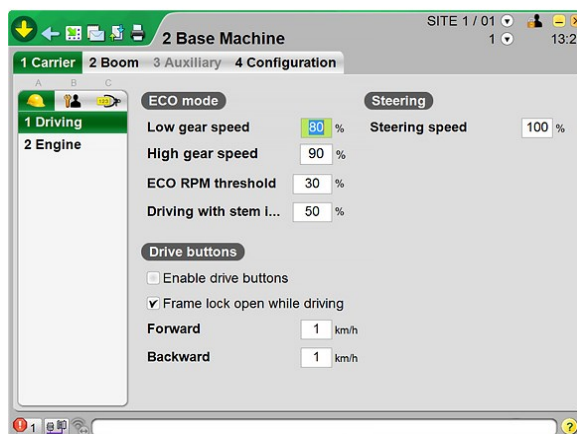 SITE 1 / 01
2 Base Machine
1
13:2
1 Carrier 2 Boom 3 Auxiliary 4 Configuration
A B C
123
1 Driving
2 Engine
ECO mode
Low gear speed 80 %
High gear speed 90 %
ECO RPM threshold 30 %
Driving with stem i... 50 %
Steering
Steering speed 100 %
Drive buttons
Enable drive buttons
Frame lock open while driving
Forward 1 km/h
Backward 1 km/h
1
?